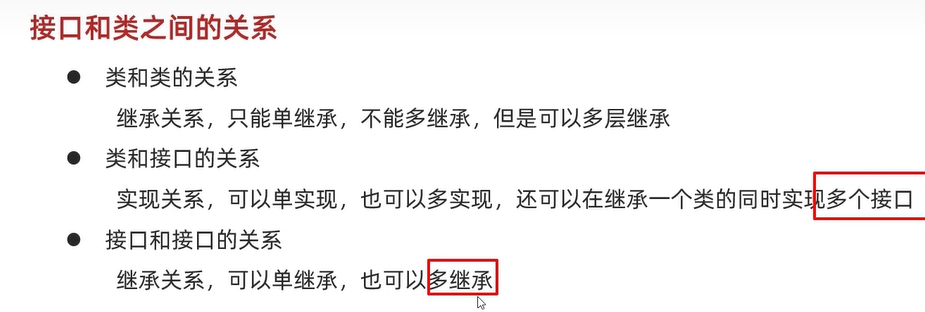 接口和类之间的关系
● 类和类的关系
继承关系，只能单继承，不能多继承，但是可以多层继承
● 类和接口的关系
实现关系，可以单实现，也可以多实现，还可以在继承一个类的同时实现多个接口
● 接口和接口的关系
继承关系，可以单继承，也可以多继承